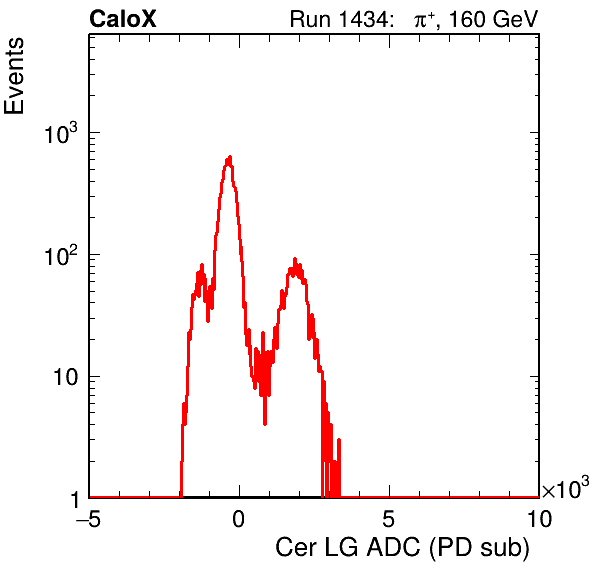 CaloX Run 1434: π⁺, 160 GeV
Events
10³
10²
10
1
−5 0 5 10
×10³
Cer LG ADC (PD sub)